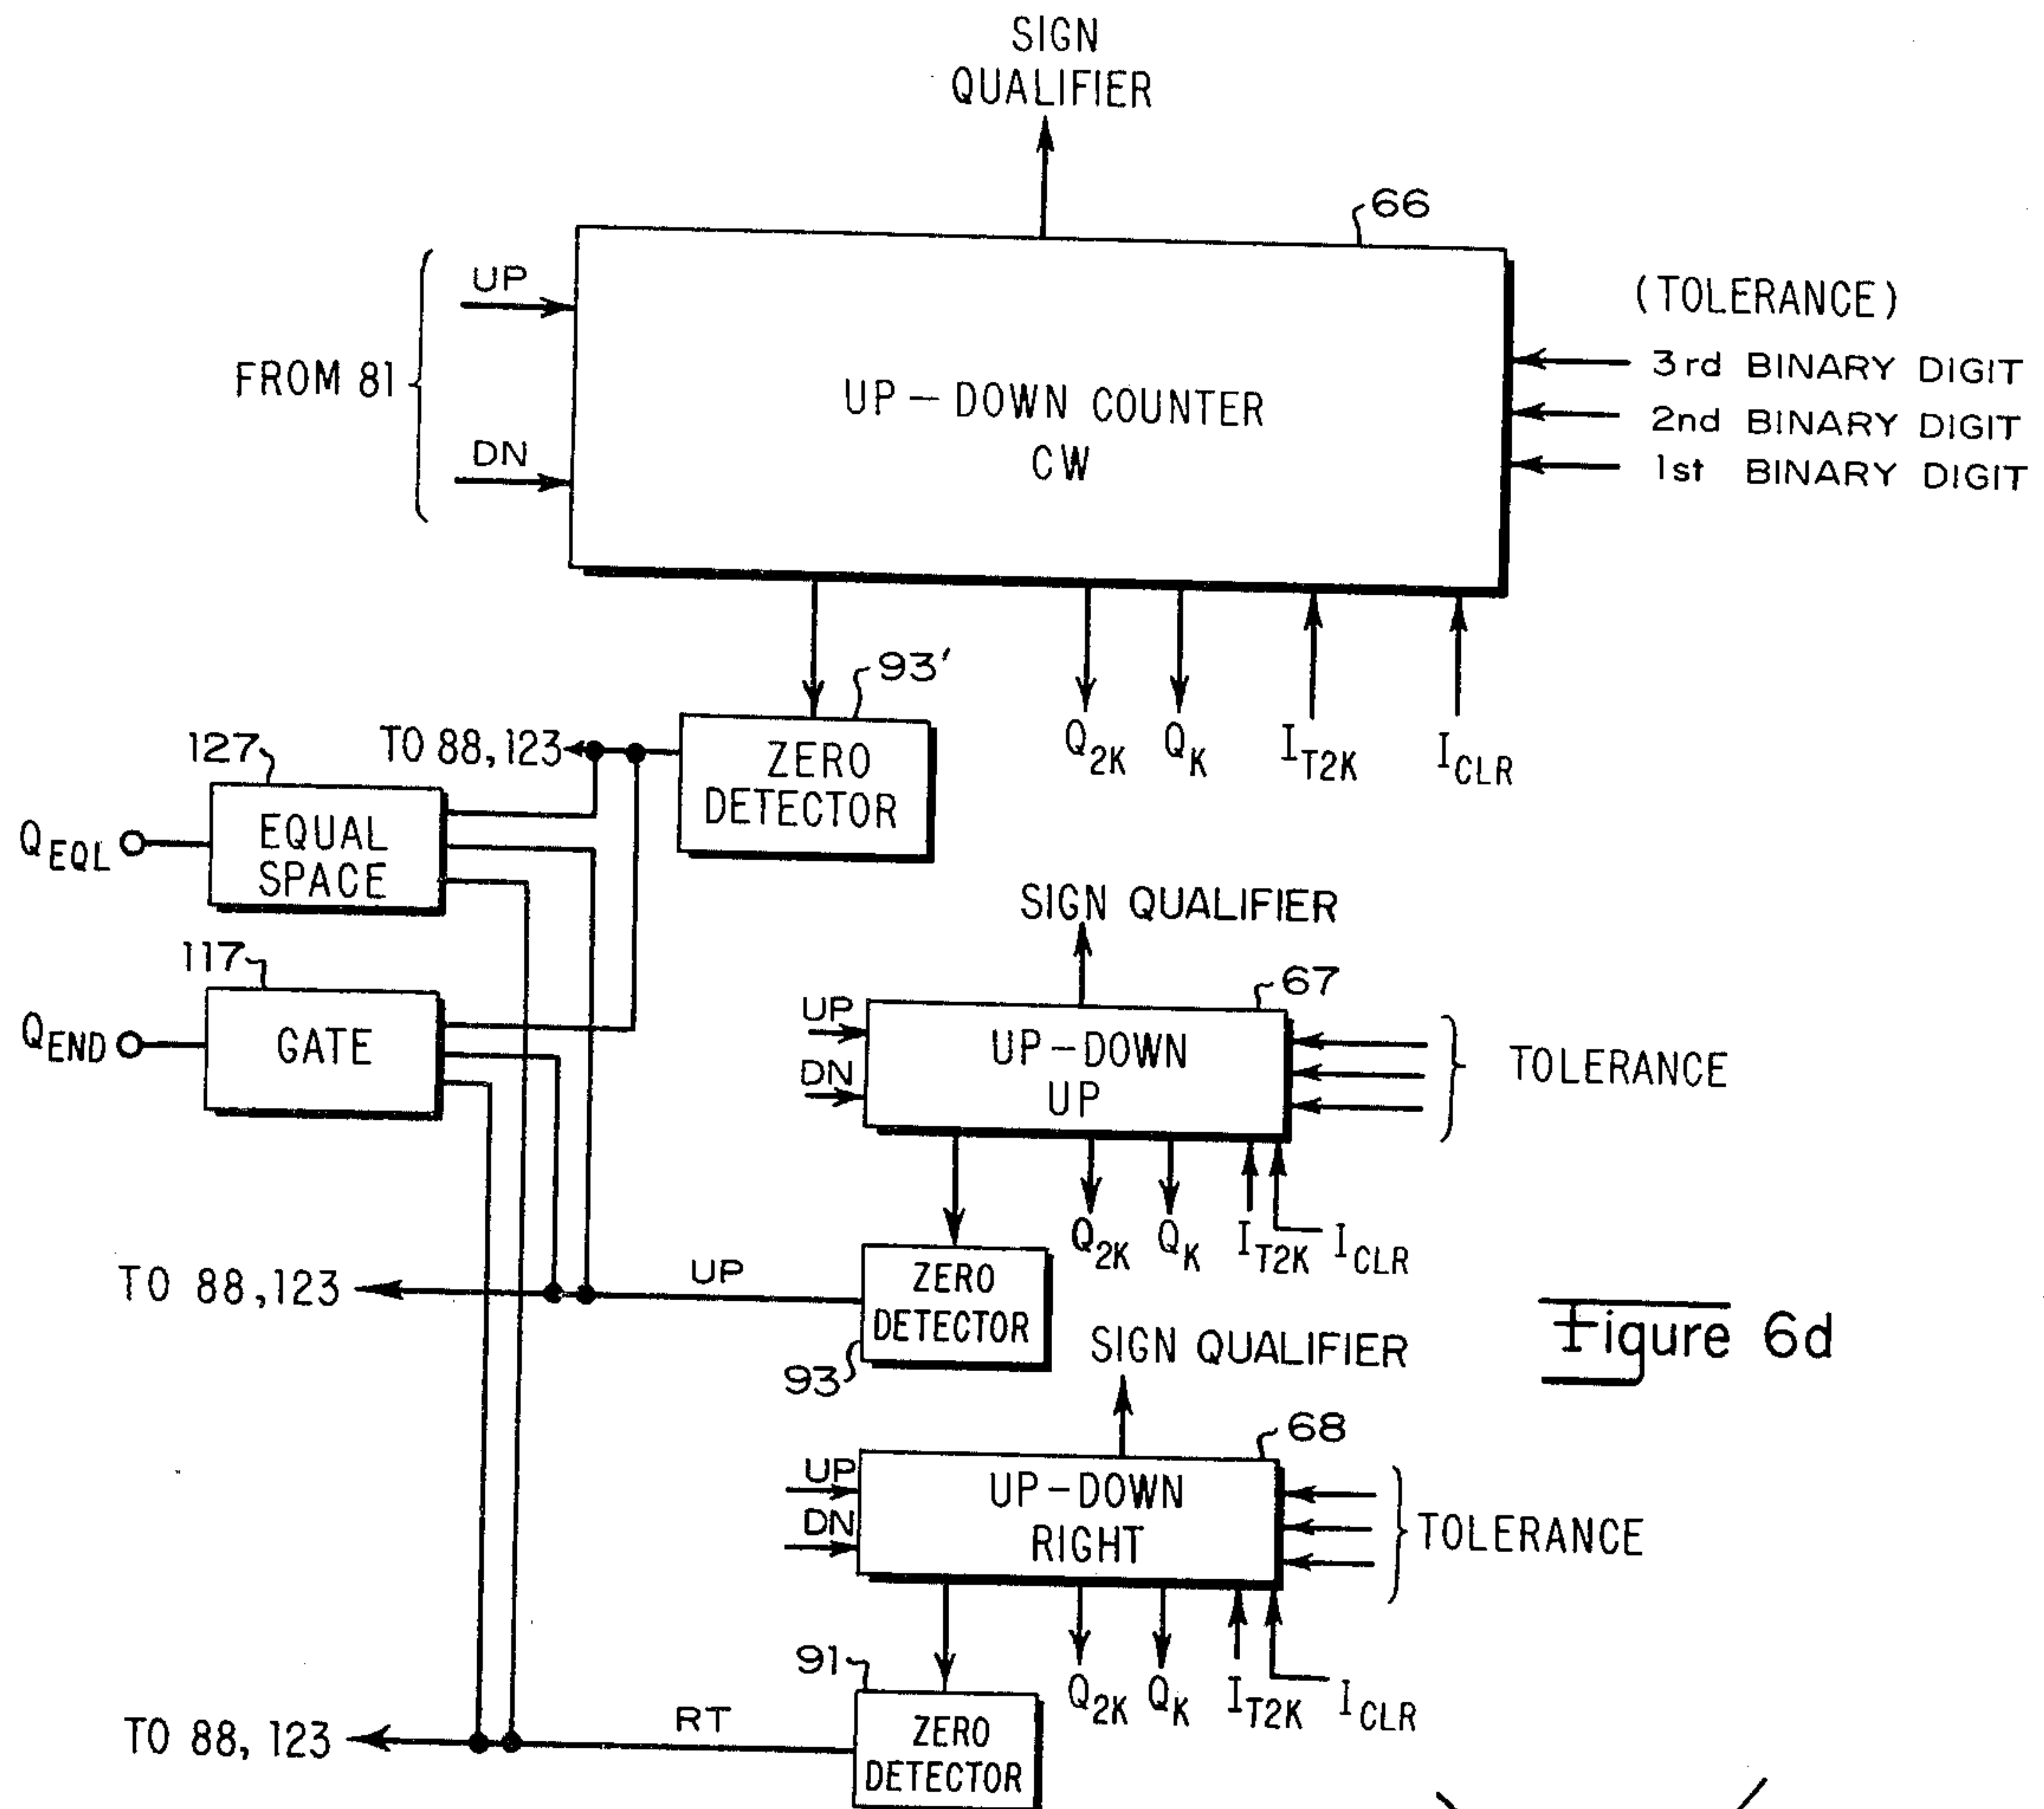 SIGN
QUALIFIER
66
UP
(TOLERANCE)
FROM 81
3rd BINARY DIGIT
UP-DOWN COUNTER
CW
2nd BINARY DIGIT
DN
1st BINARY DIGIT
93'
127
TO 88, 123
ZERO
DETECTOR
Q2K
QK
IT2K
ICLR
QEQL
EQUAL
SPACE
SIGN QUALIFIER
117
67
QEND
GATE
UP
DN
UP-DOWN
UP
TOLERANCE
Q2K
QK
IT2K
ICLR
TO 88,123
UP
ZERO
DETECTOR
93
Figure 6d
SIGN QUALIFIER
68
UP
DN
UP-DOWN
RIGHT
TOLERANCE
91
Q2K
QK
IT2K
ICLR
TO 88, 123
RT
ZERO
DETECTOR